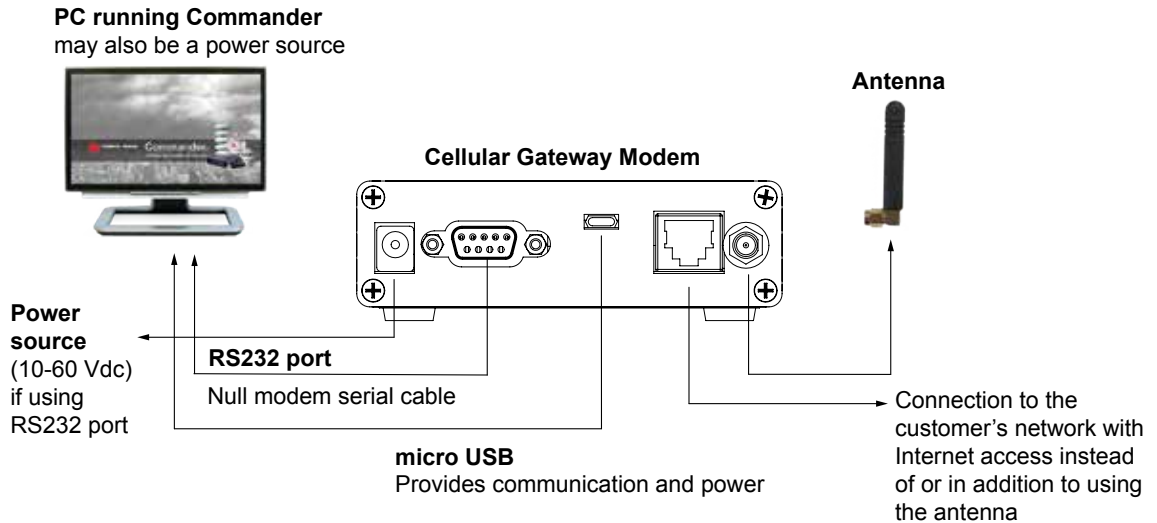 PC running Commander
may also be a power source
Antenna
Cellular Gateway Modem
Commander
Power
source
(10-60 Vdc)
if using
RS232 port
RS232 port
Null modem serial cable
micro USB
Provides communication and power
Connection to the
customer's network with
Internet access instead
of or in addition to using
the antenna